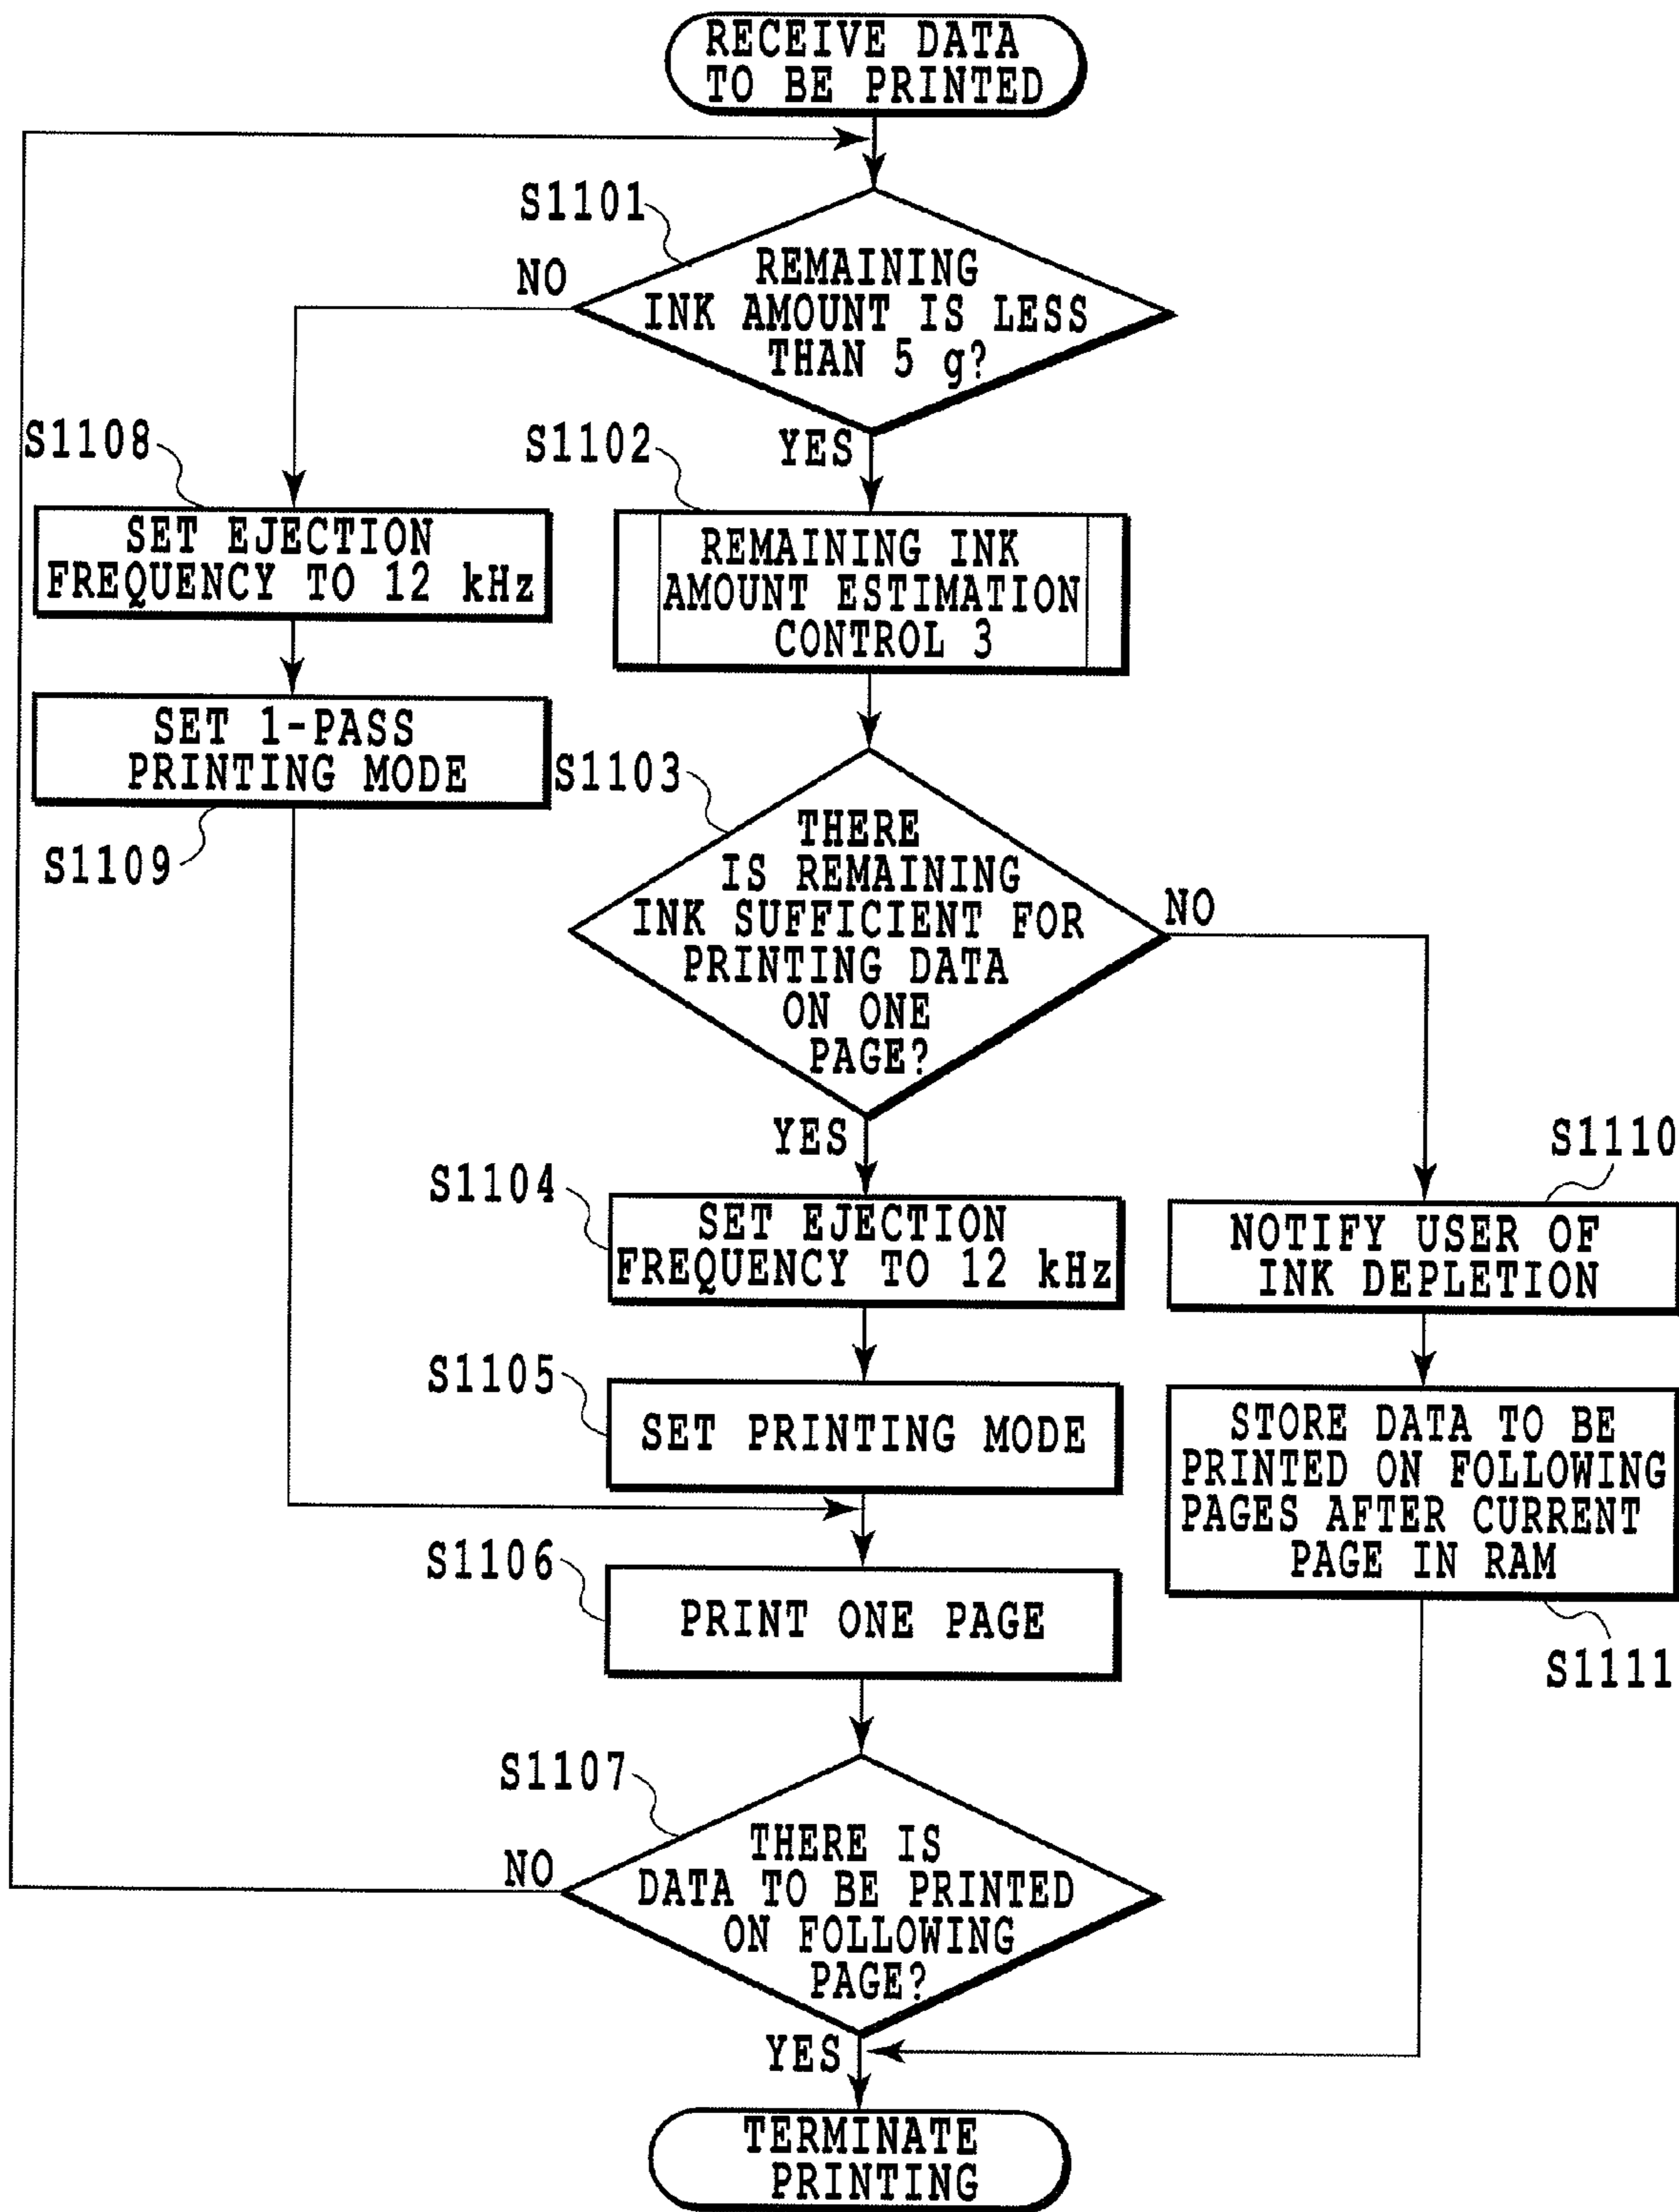 RECEIVE DATA
TO BE PRINTED
S1101
NO
REMAINING
INK AMOUNT IS LESS
THAN 5 g?
YES
S1108
SET EJECTION
FREQUENCY TO 12 kHz
S1102
REMAINING INK
AMOUNT ESTIMATION
CONTROL 3
SET 1-PASS
PRINTING MODE
S1109
S1103
THERE
IS REMAINING
INK SUFFICIENT FOR
PRINTING DATA
ON ONE
PAGE?
NO
YES
S1104
SET EJECTION
FREQUENCY TO 12 kHz
S1110
NOTIFY USER OF
INK DEPLETION
S1105
SET PRINTING MODE
STORE DATA TO BE
PRINTED ON FOLLOWING
PAGES AFTER CURRENT
PAGE IN RAM
S1111
S1106
PRINT ONE PAGE
S1107
NO
THERE IS
DATA TO BE PRINTED
ON FOLLOWING
PAGE?
YES
TERMINATE
PRINTING